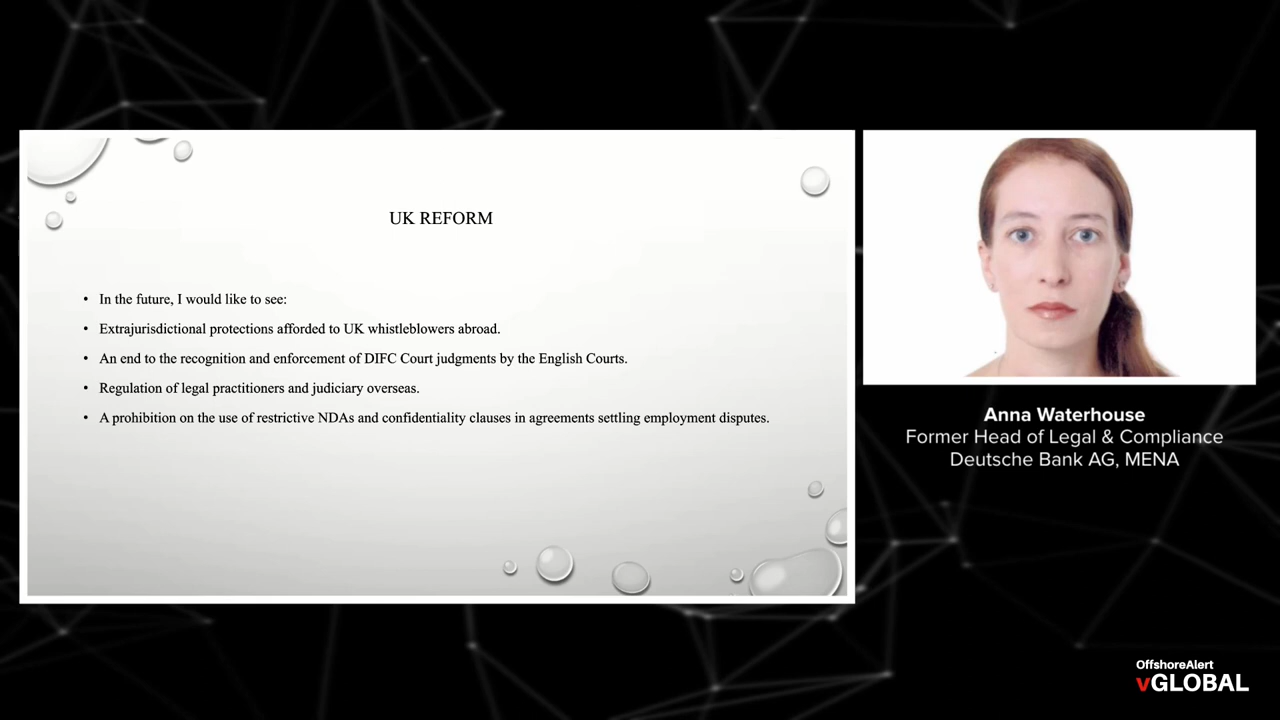 UK REFORM
• In the future, I would like to see:
• Extrajurisdictional protections afforded to UK whistleblowers abroad.
• An end to the recognition and enforcement of DIFC Court judgments by the English Courts.
• Regulation of legal practitioners and judiciary overseas.
• A prohibition on the use of restrictive NDAs and confidentiality clauses in agreements settling employment disputes.
Anna Waterhouse
Former Head of Legal & Compliance
Deutsche Bank AG, MENA
OffshoreAlert
vGLOBAL